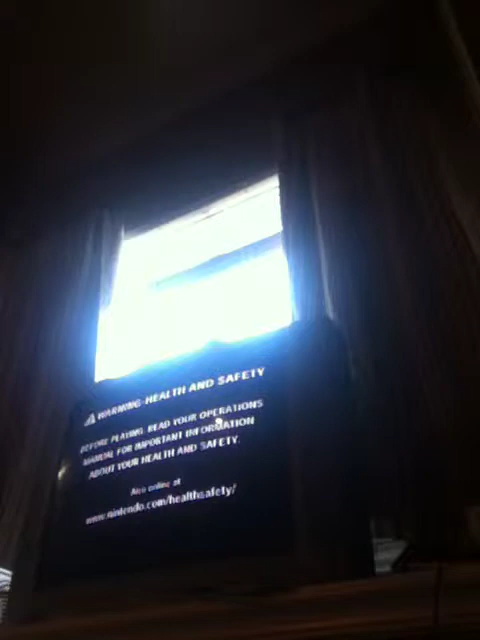 ⚠ WARNING-HEALTH AND SAFETY
BEFORE PLAYING, READ YOUR OPERATIONS
MANUAL FOR IMPORTANT INFORMATION
ABOUT YOUR HEALTH AND SAFETY.
Also online at
www.nintendo.com/healthsafety/